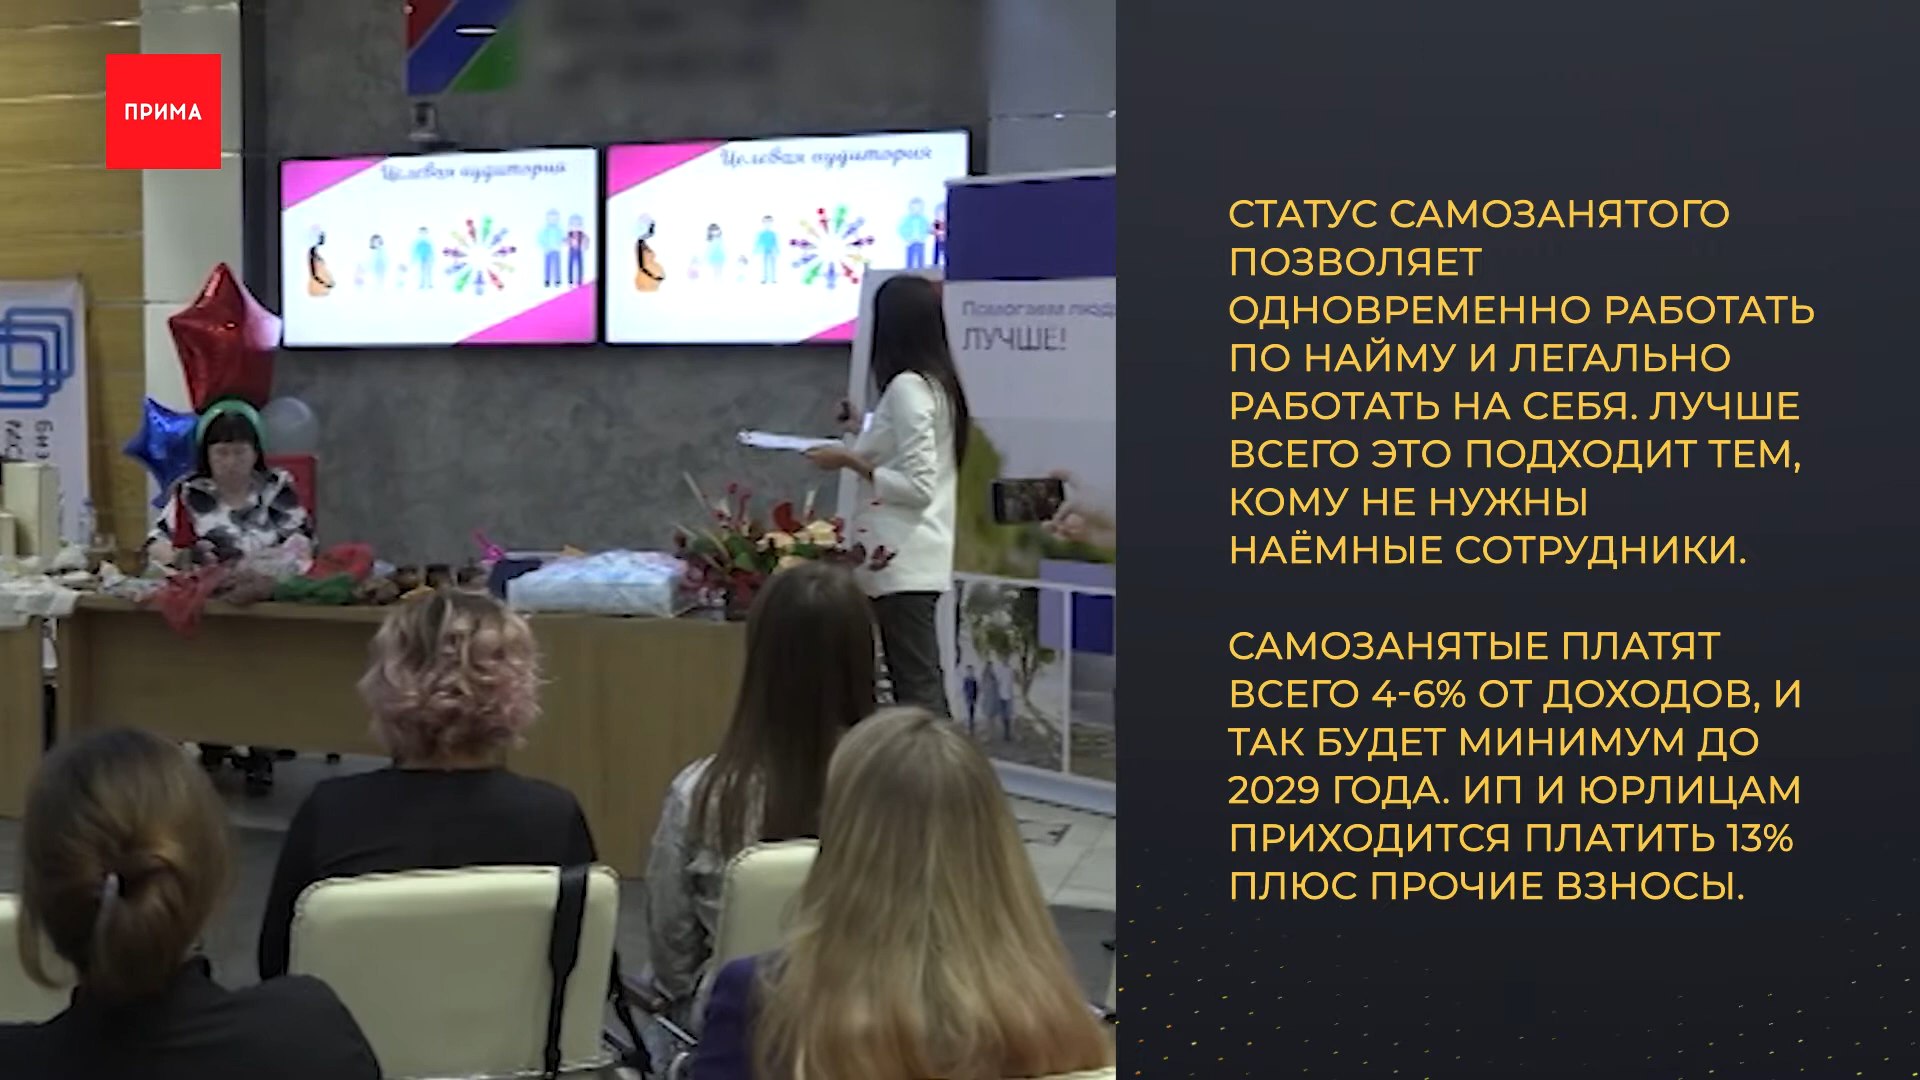 ПРИМА
Целевая аудитория
Целевая аудитория
Помогаем
ЛУЧШЕ!
СТАТУС САМОЗАНЯТОГО
ПОЗВОЛЯЕТ
ОДНОВРЕМЕННО РАБОТАТЬ
ПО НАЙМУ И ЛЕГАЛЬНО
РАБОТАТЬ НА СЕБЯ. ЛУЧШЕ
ВСЕГО ЭТО ПОДХОДИТ ТЕМ,
КОМУ НЕ НУЖНЫ
НАЁМНЫЕ СОТРУДНИКИ.
САМОЗАНЯТЫЕ ПЛАТЯТ
ВСЕГО 4-6% ОТ ДОХОДОВ, И
ТАК БУДЕТ МИНИМУМ ДО
2029 ГОДА. ИП И ЮРЛИЦАМ
ПРИХОДИТСЯ ПЛАТИТЬ 13%
ПЛЮС ПРОЧИЕ ВЗНОСЫ.